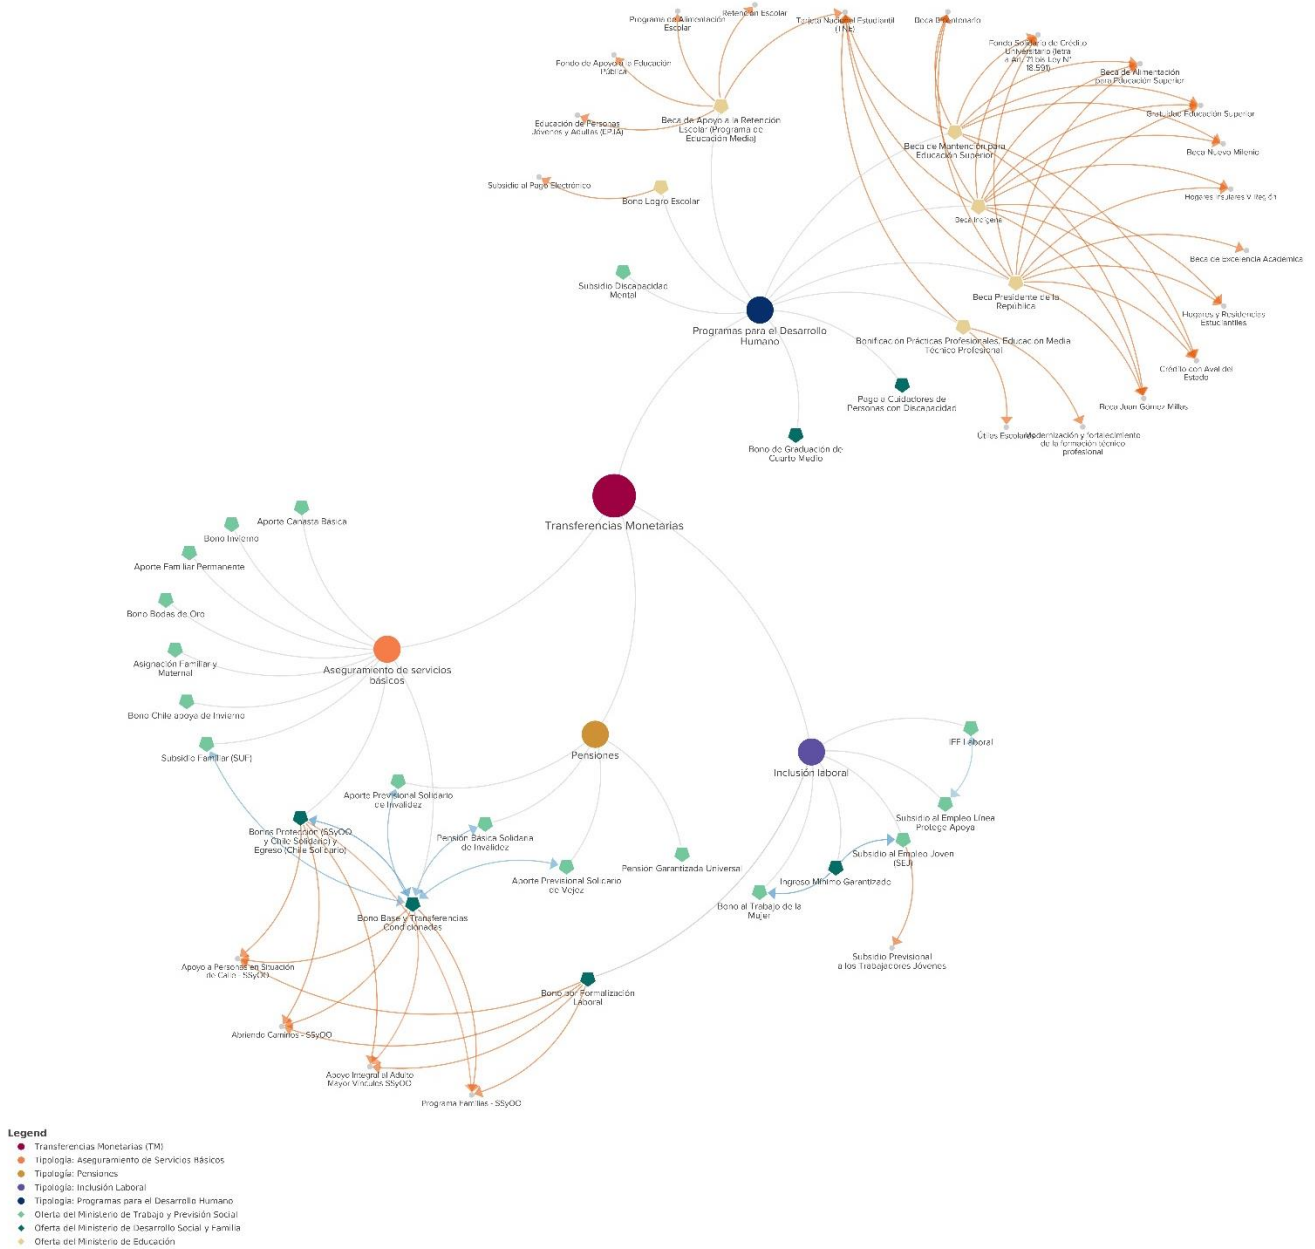 Programa de Alimentación
Escolar
Retención Escolar
Tarjeta Nacional Estudiantil
(TNE)
Beca Bicentenario
Fondo Solidario de Crédito
Universitario (letra
a Art. 71 bis Ley N°
18.591)
Fondo de Apoyo a la Educación
Pública
Beca de Alimentación
para Educación Superior
Educación de Personas
Jóvenes y Adultas (EPJA)
Beca de Apoyo a la Retención
Escolar (Programa de
Educación Media)
Gratuidad Educación Superior
Beca de Mantención para
Educación Superior
Beca Nuevo Milenio
Subsidio al Pago Electrónico
Bono Logro Escolar
Hogares Insulares V Región
Beca Indígena
Beca de Excelencia Académica
Subsidio Discapacidad
Mental
Beca Presidente de la
República
Hogares y Residencias
Estudiantiles
Programas para el Desarrollo
Humano
Bonificación Prácticas Profesionales, Educación Media
Técnico Profesional
Crédito con Aval del
Estado
Pago a Cuidadores de
Personas con Discapacidad
Beca Juan Gómez Millas
Bono de Graduación de
Cuarto Medio
Útiles Escolares
Modernización y fortalecimiento
de la formación técnico
profesional
Transferencias Monetarias
Aporte Canasta Básica
Bono Invierno
Aporte Familiar Permanente
Bono Bodas de Oro
Asignación Familiar y
Maternal
Aseguramiento de servicios
básicos
Bono Chile apoya de Invierno
Subsidio Familiar (SUF)
Pensiones
Inclusión laboral
IFE Laboral
Aporte Previsional Solidario
de Invalidez
Subsidio al Empleo Línea
Protege Apoya
Bonos Protección (SSyOO
y Chile Solidario) y
Egreso (Chile Solidario)
Pensión Básica Solidaria
de Invalidez
Subsidio al Empleo Joven
(SEJ)
Pensión Garantizada Universal
Aporte Previsional Solidario
de Vejez
Ingreso Mínimo Garantizado
Bono al Trabajo de la
Mujer
Bono Base y Transferencias
Condicionadas
Subsidio Previsional
a los Trabajadores Jóvenes
Apoyo a Personas en Situación
de Calle - SSyOO
Bono por Formalización
Laboral
Abriendo Caminos - SSyOO
Apoyo Integral al Adulto
Mayor Vínculos SSyOO
Programa Familias - SSyOO
Legend
Transferencias Monetarias (TM)
Tipología: Aseguramiento de Servicios Básicos
Tipología: Pensiones
Tipología: Inclusión Laboral
Tipología: Programas para el Desarrollo Humano
Oferta del Ministerio de Trabajo y Previsión Social
Oferta del Ministerio de Desarrollo Social y Familia
Oferta del Ministerio de Educación